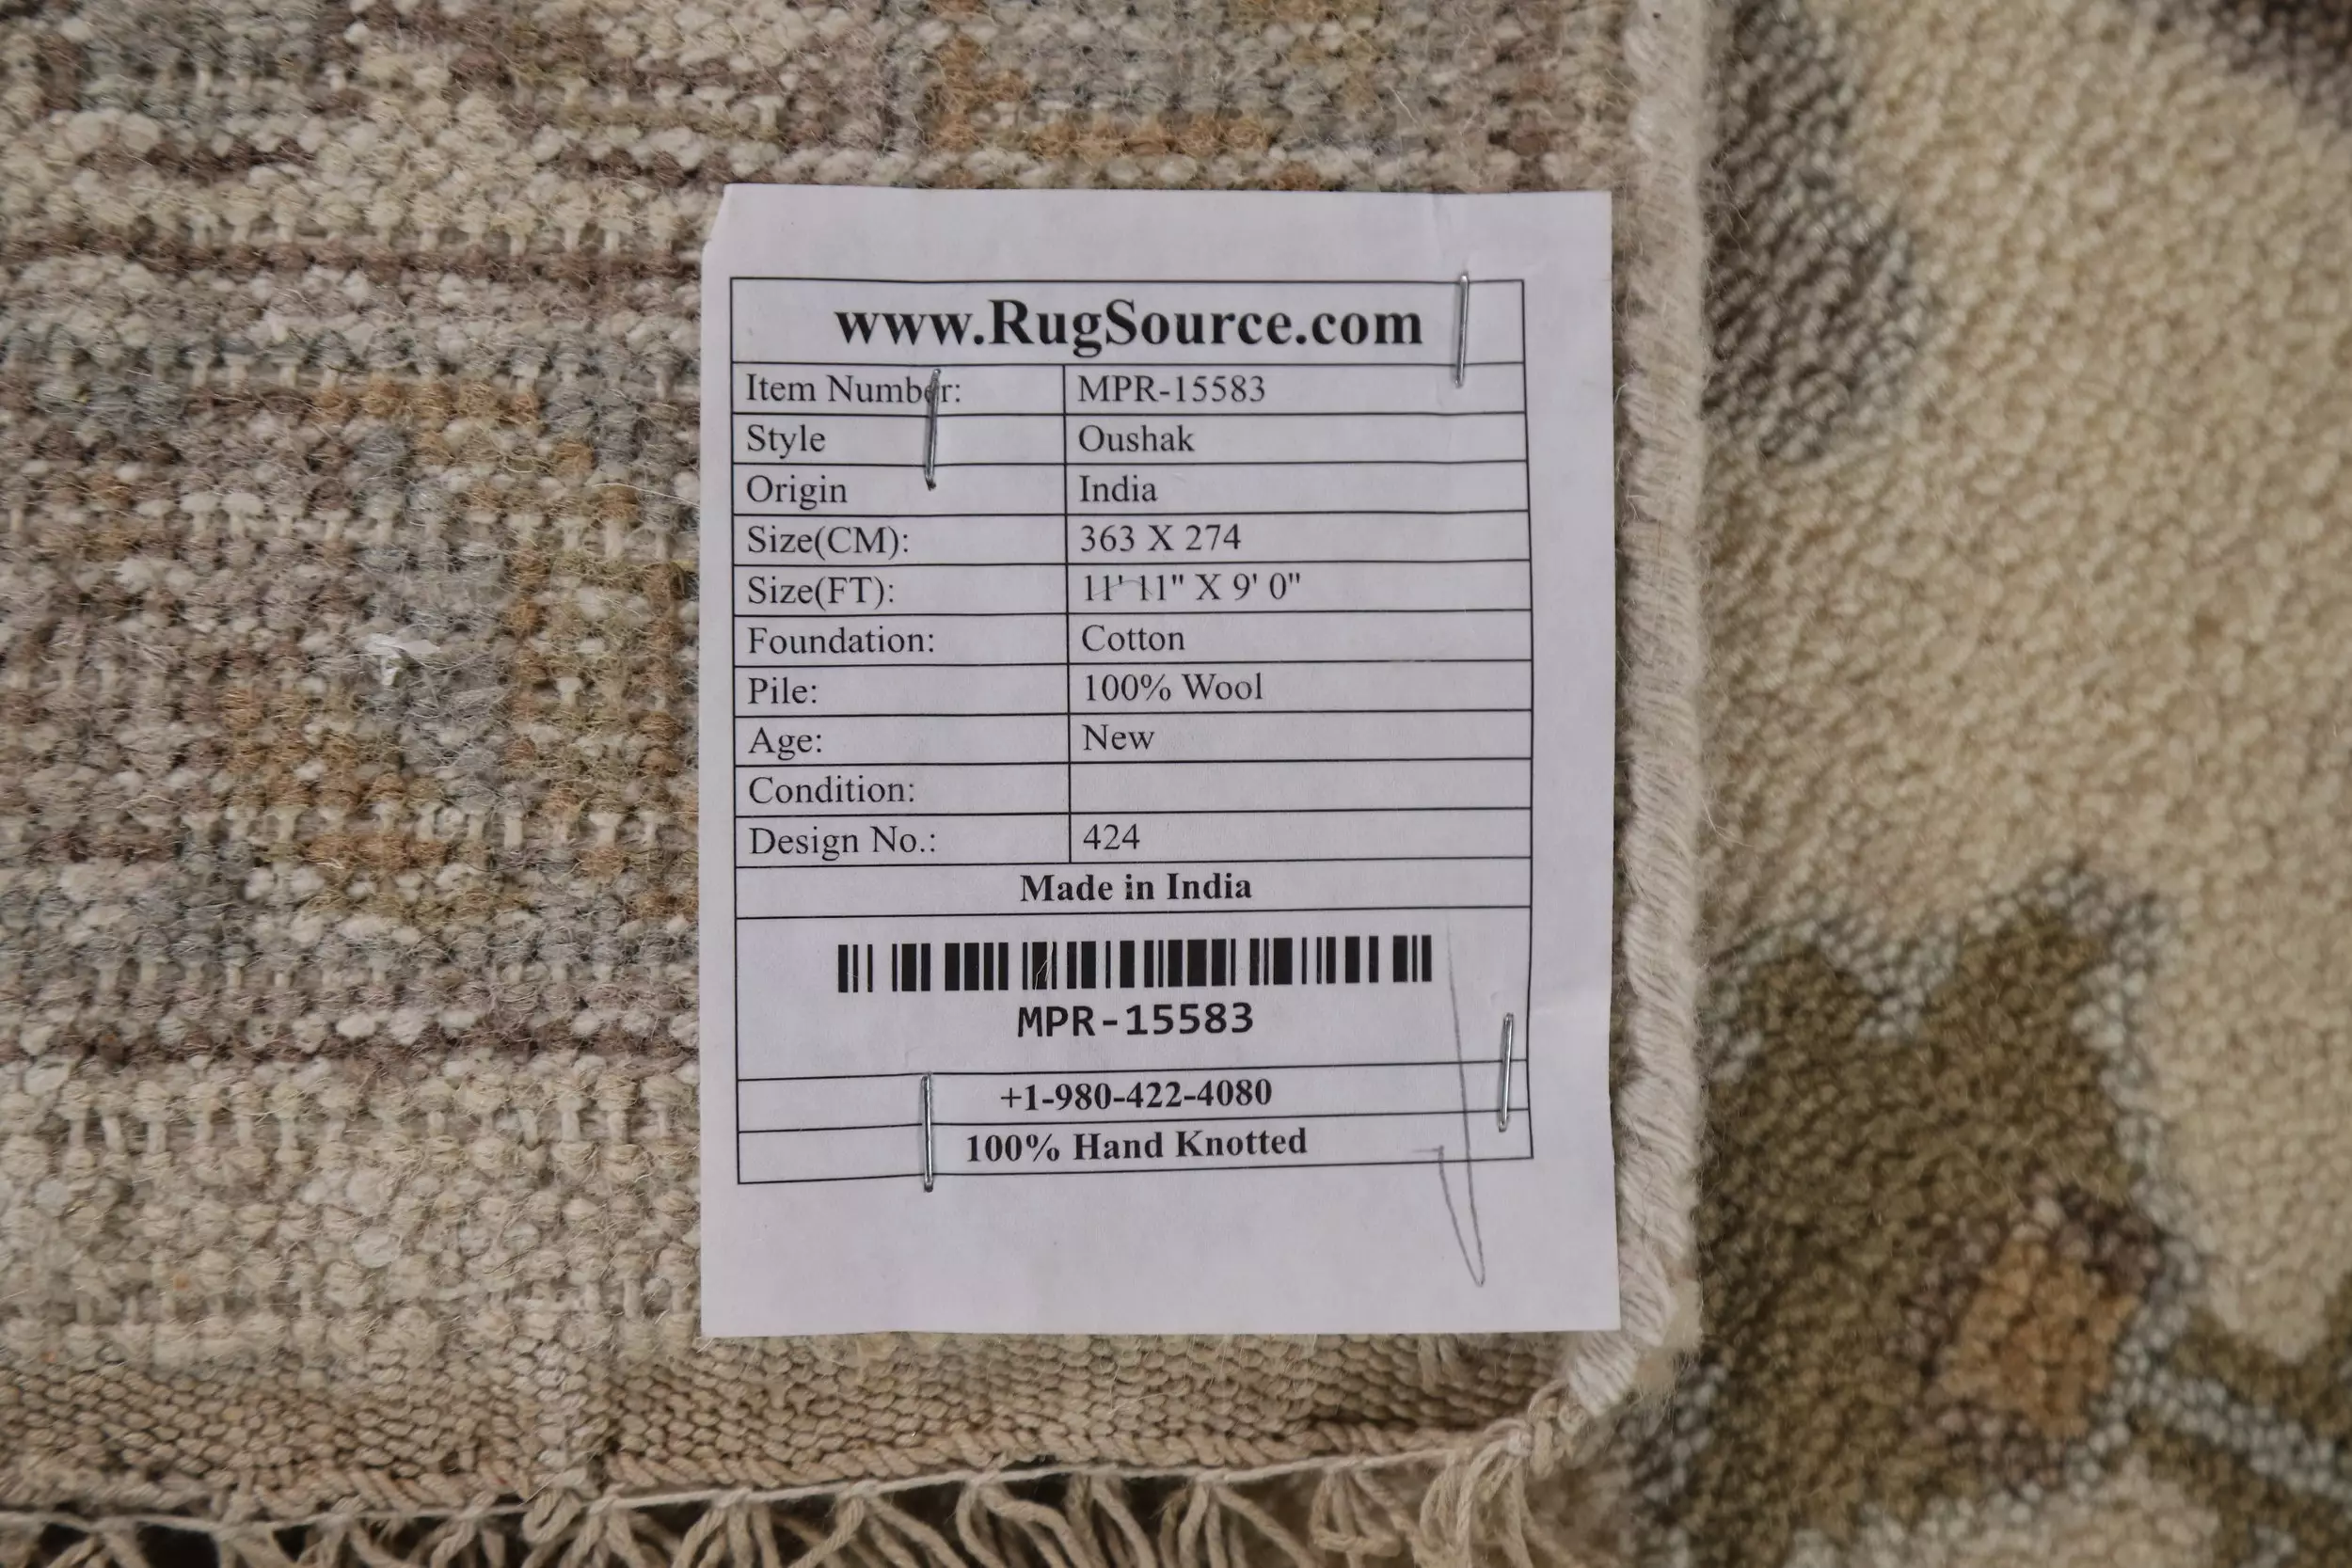 www.RugSource.com
Item Number: MPR-15583
Style Oushak
Origin India
Size(CM): 363 X 274
Size(FT): 11' 11" X 9' 0"
Foundation: Cotton
Pile: 100% Wool
Age: New
Condition:
Design No.: 424
Made in India
MPR-15583
+1-980-422-4080
100% Hand Knotted